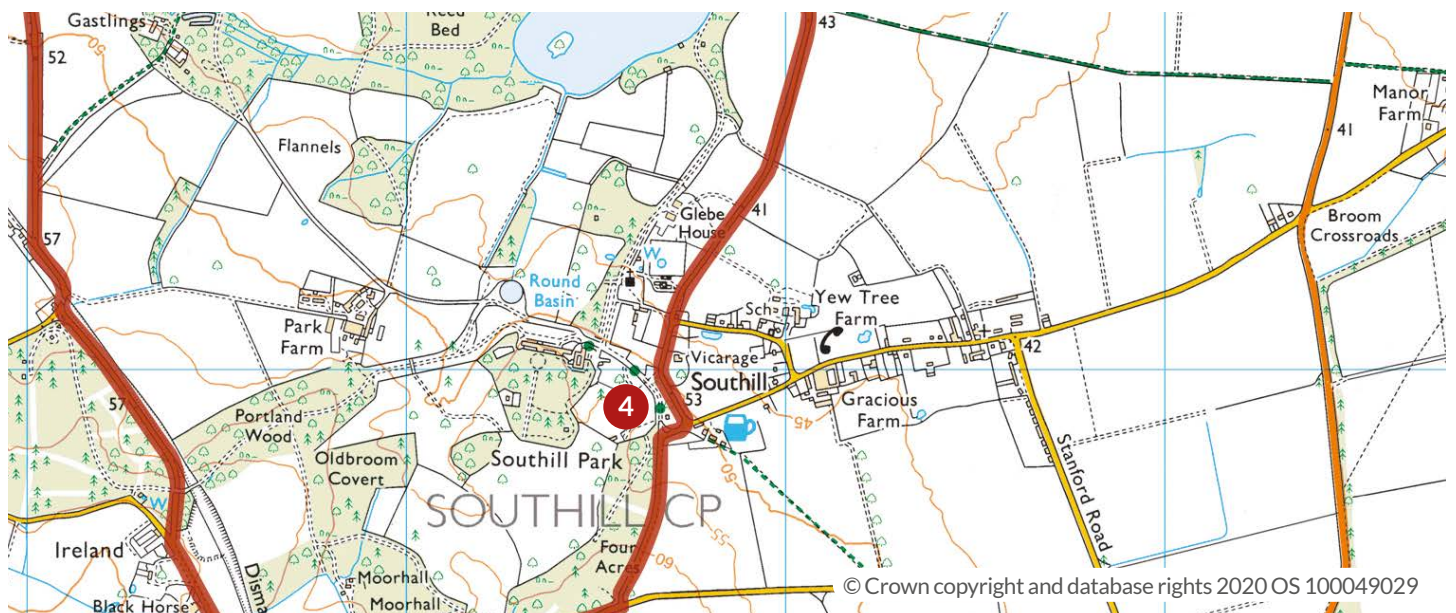 Gastlings
50
52
Reed
Bed
43
Manor
Farm
41
Flannels
Glebe
House
41
Broom
Crossroads
57
W
Round
Basin
Sch
Yew Tree
Farm
Park
Farm
Vicarage
42
Southill
53
4
Gracious
Farm
45
57
Portland
Wood
Oldbroom
Covert
Southill Park
50
Stanford Road
SOUTHILL CP
55
W
Ireland
Four
Acres
60
Disma
Moorhall
Moorhall
Black Horse
© Crown copyright and database rights 2020 OS 100049029